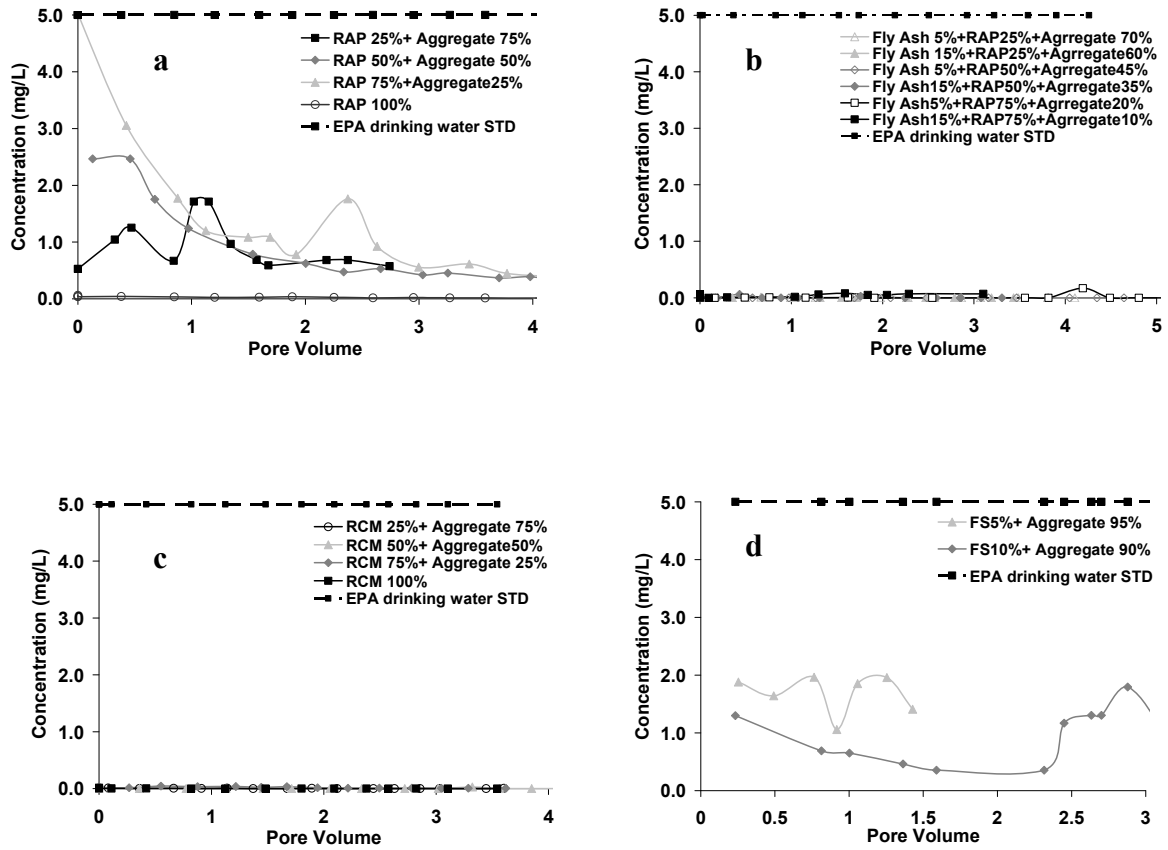 a
Concentration (mg/L)
5.0
4.0
3.0
2.0
1.0
0.0
0 1 2 3 4
Pore Volume
RAP 25%+ Aggregate 75%
RAP 50%+ Aggregate 50%
RAP 75%+Aggregate25%
RAP 100%
EPA drinking water STD
b
Concentration (mg/L)
5.0
4.0
3.0
2.0
1.0
0.0
0 1 2 3 4 5
Pore Volume
Fly Ash 5%+RAP25%+Agrregate 70%
Fly Ash 15%+RAP25%+Agrregate60%
Fly Ash 5%+RAP50%+Agrregate45%
Fly Ash15%+RAP50%+Agrregate35%
Fly Ash5%+RAP75%+Agrregate20%
Fly Ash15%+RAP75%+Agrregate10%
EPA drinking water STD
c
Concentration (mg/L)
5.0
4.0
3.0
2.0
1.0
0.0
0 1 2 3 4
Pore Volume
RCM 25%+ Aggregate 75%
RCM 50%+ Aggregate50%
RCM 75%+ Aggregate 25%
RCM 100%
EPA drinking water STD
d
Concentration (mg/L)
5.0
4.0
3.0
2.0
1.0
0.0
0 0.5 1 1.5 2 2.5 3
Pore Volume
FS5%+ Aggregate 95%
FS10%+ Aggregate 90%
EPA drinking water STD